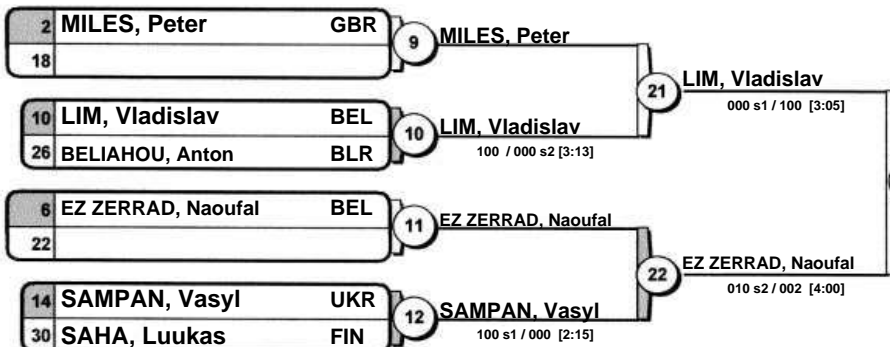 2 MILES, Peter GBR
18
9 MILES, Peter
10 LIM, Vladislav BEL
26 BELIAHOU, Anton BLR
10 LIM, Vladislav
100 / 000 s2 [3:13]
21 LIM, Vladislav
000 s1 / 100 [3:05]
6 EZ ZERRAD, Naoufal BEL
22
11 EZ ZERRAD, Naoufal
14 SAMPAN, Vasyl UKR
30 SAHA, Luukas FIN
12 SAMPAN, Vasyl
100 s1 / 000 [2:15]
22 EZ ZERRAD, Naoufal
010 s2 / 002 [4:00]